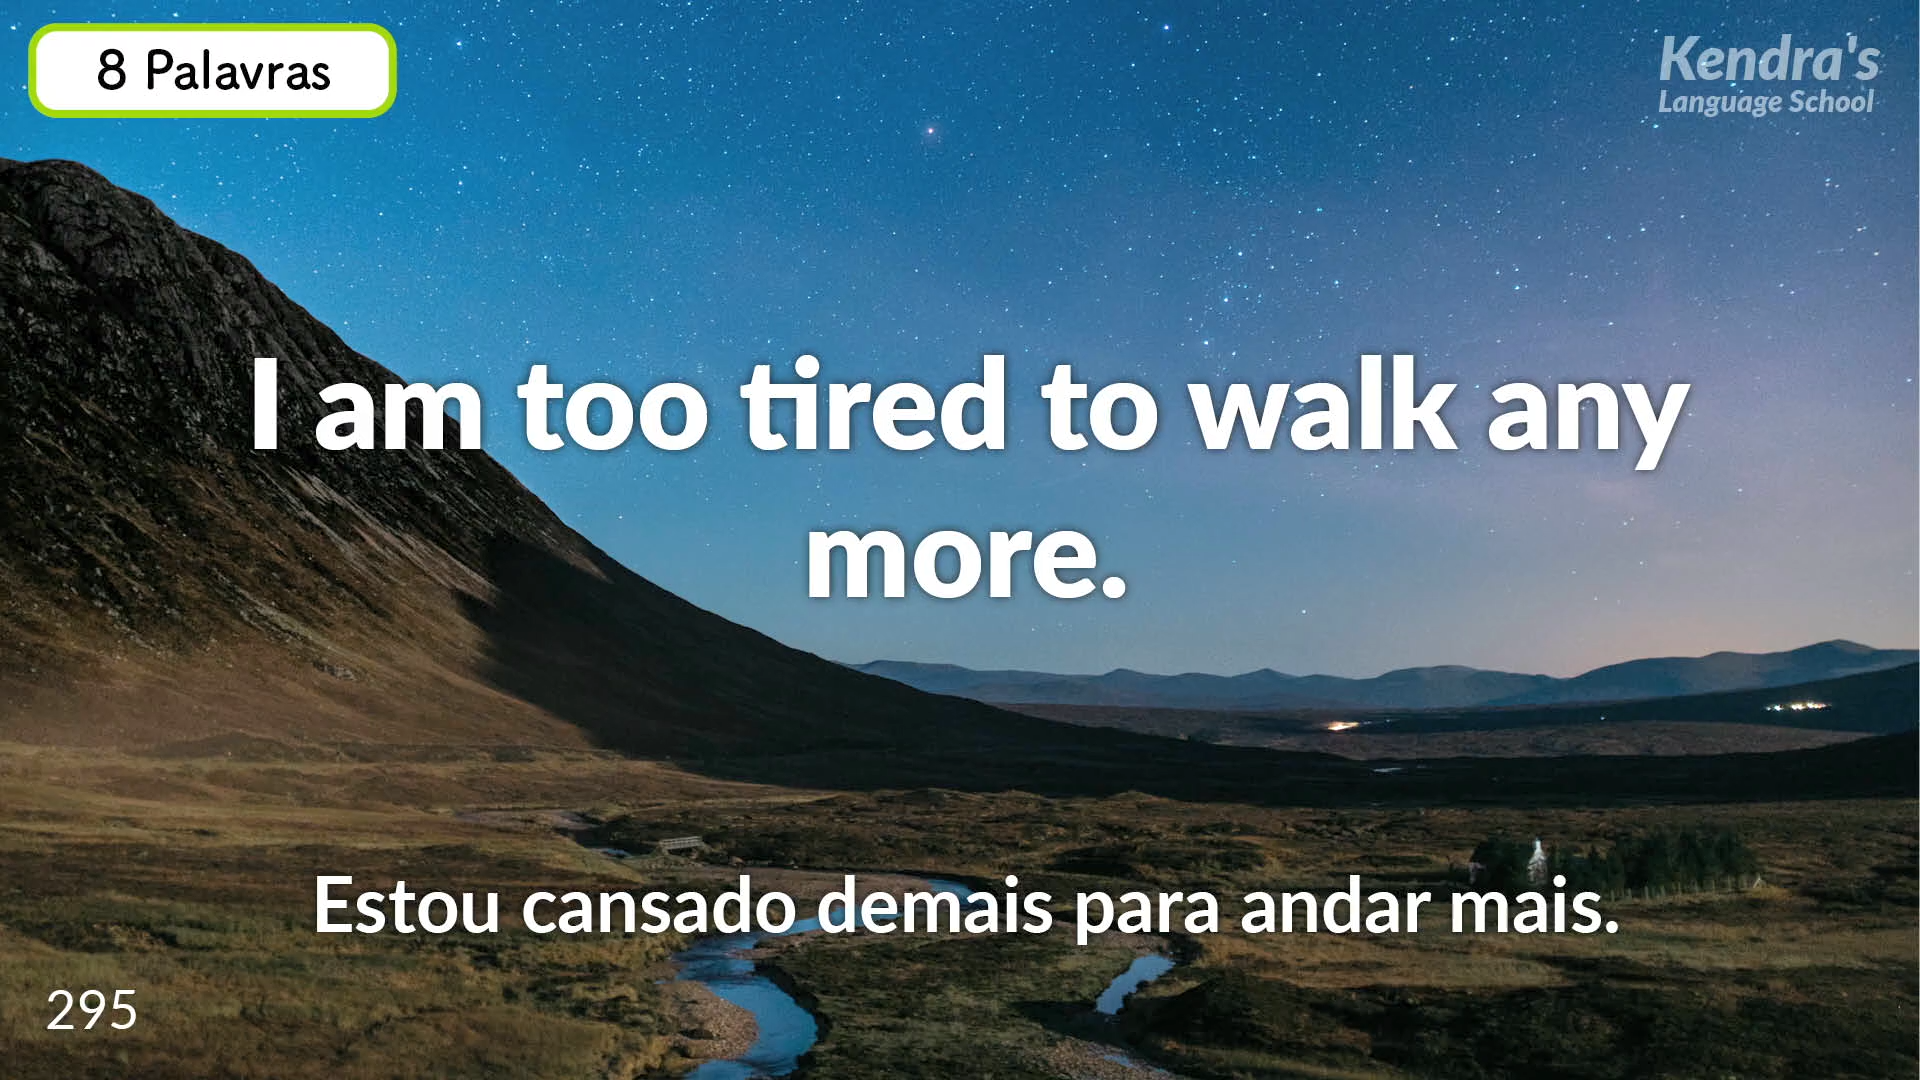 8 Palavras
Kendra's
Language School
I am too tired to walk any
more.
Estou cansado demais para andar mais.
295